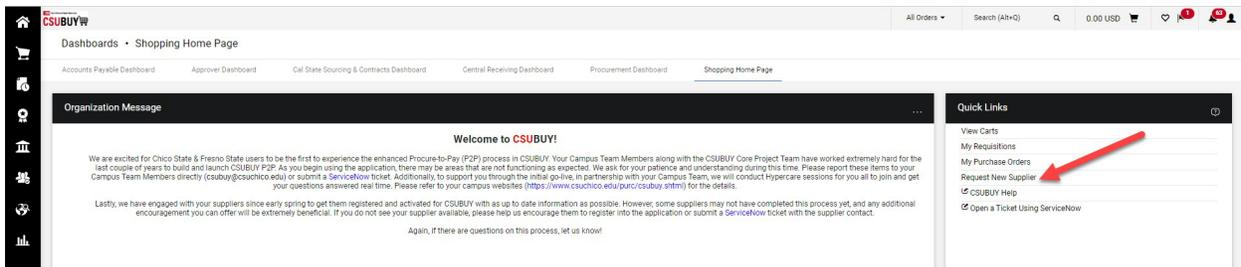 CSUBUY
All Orders
Search (Alt+Q)
0.00 USD
1
63
Dashboards • Shopping Home Page
Accounts Payable Dashboard
Approver Dashboard
Cal State Sourcing & Contracts Dashboard
Central Receiving Dashboard
Procurement Dashboard
Shopping Home Page
Organization Message
...
Welcome to CSUBUY!
We are excited for Chico State & Fresno State users to be the first to experience the enhanced Procure-to-Pay (P2P) process in CSUBUY. Your Campus Team Members along with the CSUBUY Core Project Team have worked extremely hard for the
last couple of years to build and launch CSUBUY P2P. As you begin using the application, there may be areas that are not functioning as expected. We ask for your patience and understanding during this time. Please report these items to your
Campus Team Members directly (csubuy@csuchico.edu) or submit a ServiceNow ticket. Additionally, to support you through the initial go-live, in partnership with your Campus Team, we will conduct Hypercare sessions for you all to join and get
your questions answered real time. Please refer to your campus websites (https://www.csuchico.edu/purc/csubuy.shtml) for the details.
Lastly, we have engaged with your suppliers since early spring to get them registered and activated for CSUBUY with as up to date information as possible. However, some suppliers may not have completed this process yet, and any additional
encouragement you can offer will be extremely beneficial. If you do not see your supplier available, please help us encourage them to register into the application or submit a ServiceNow ticket with the supplier contact.
Again, if there are questions on this process, let us know!
Quick Links
View Carts
My Requisitions
My Purchase Orders
Request New Supplier
CSUBUY Help
Open a Ticket Using ServiceNow